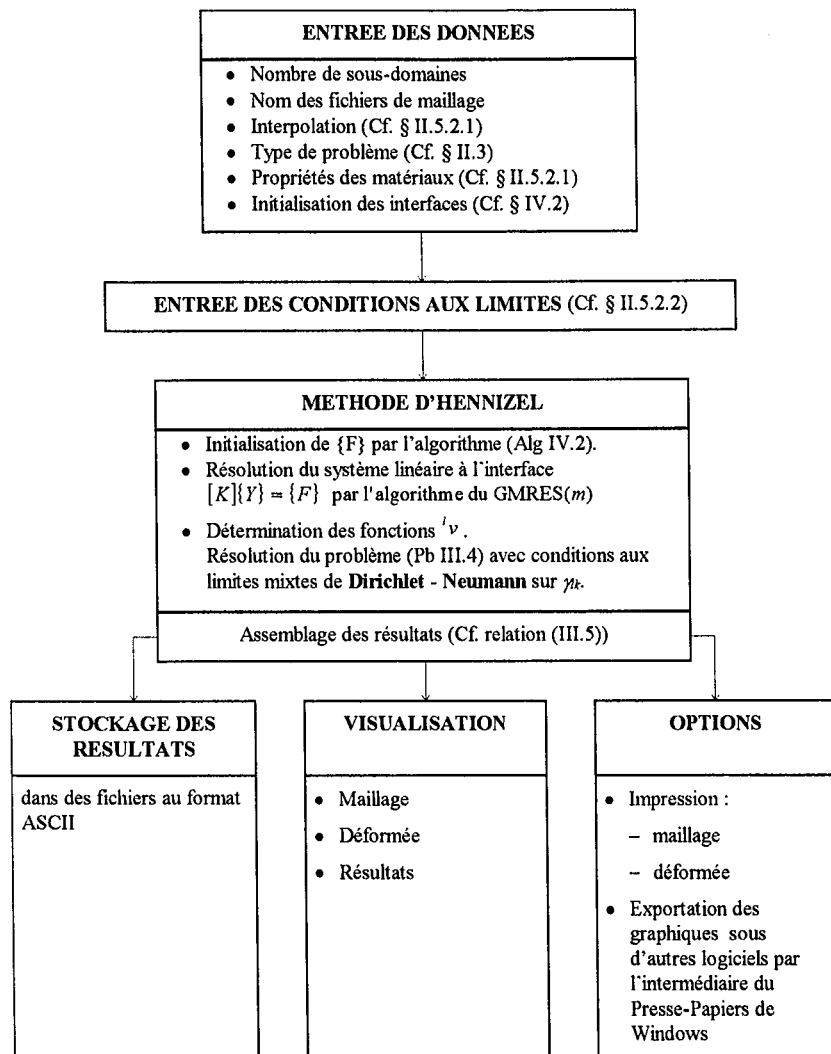 ENTREE DES DONNEES
• Nombre de sous-domaines
• Nom des fichiers de maillage
• Interpolation (Cf. § II.5.2.1)
• Type de problème (Cf. § II.3)
• Propriétés des matériaux (Cf. § II.5.2.1)
• Initialisation des interfaces (Cf. § IV.2)
ENTREE DES CONDITIONS AUX LIMITES (Cf. § II.5.2.2)
METHODE D'HENNIZEL
• Initialisation de {F} par l'algorithme (Alg IV.2).
• Résolution du système linéaire à l'interface
[K]{Y} = {F} par l'algorithme du GMRES(m)
• Détermination des fonctions ⁱv .
Résolution du problème (Pb III.4) avec conditions aux
limites mixtes de Dirichlet - Neumann sur γik.
Assemblage des résultats (Cf. relation (III.5))
STOCKAGE DES
RESULTATS
dans des fichiers au format
ASCII
VISUALISATION
• Maillage
• Déformée
• Résultats
OPTIONS
• Impression :
– maillage
– déformée
• Exportation des
graphiques sous
d'autres logiciels par
l'intermédiaire du
Presse-Papiers de
Windows